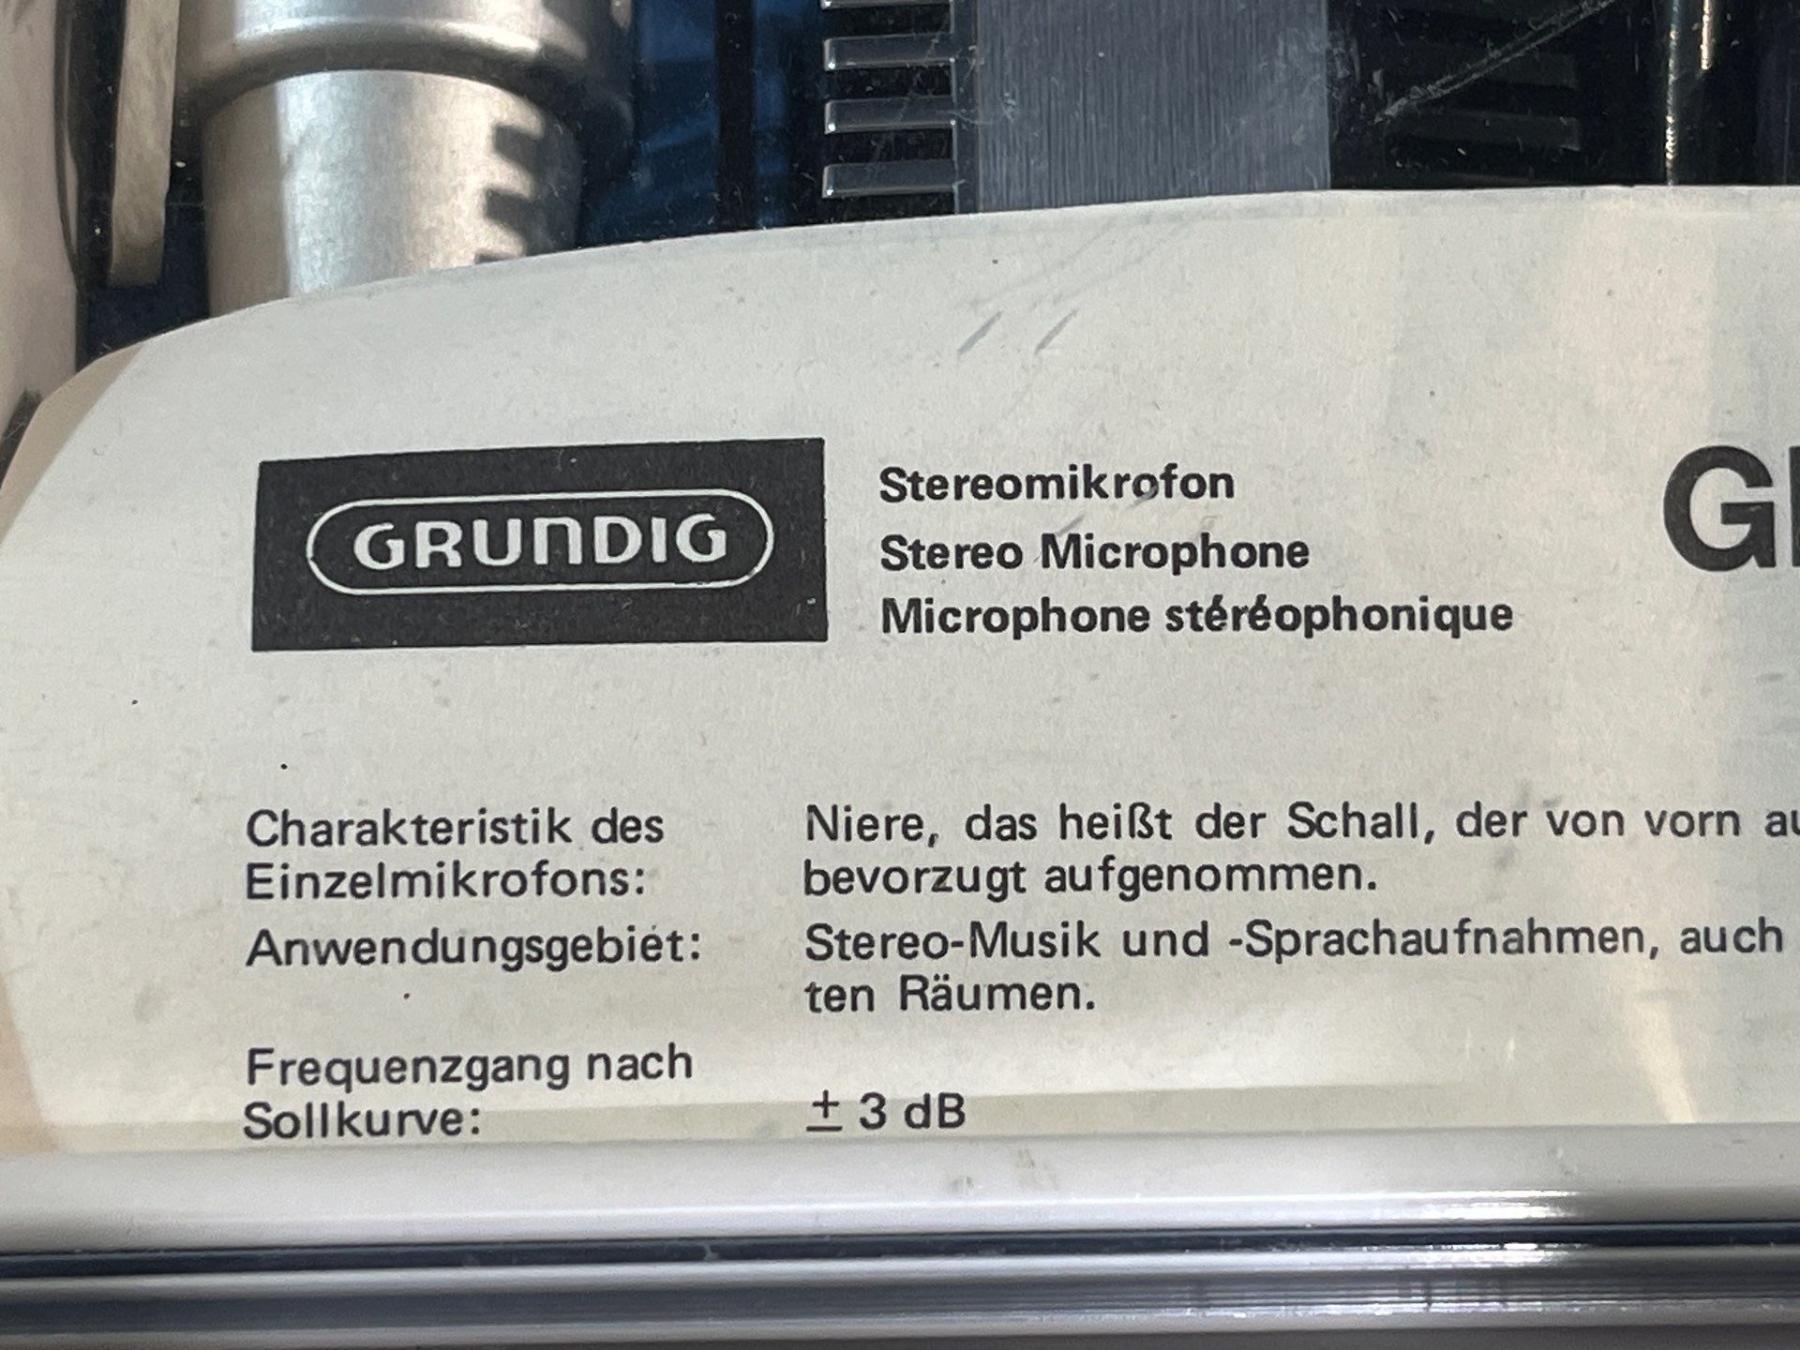 GRUNDIG
Stereomikrofon
Stereo Microphone
Microphone stéréophonique
Charakteristik des
Einzelmikrofons:
Niere, das heißt der Schall, der von vorn
bevorzugt aufgenommen.
Anwendungsgebiet:
Stereo-Musik und -Sprachaufnahmen, auch
ten Räumen.
Frequenzgang nach
Sollkurve:
± 3 dB